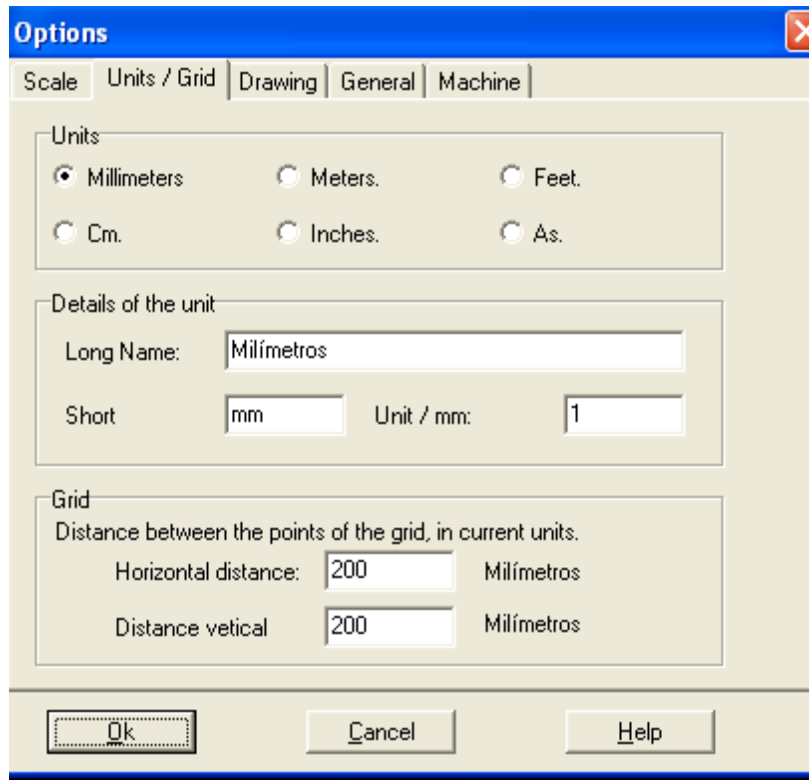 Options
Scale Units / Grid Drawing General Machine
Units
Millimeters Meters. Feet.
Cm. Inches. As.
Details of the unit
Long Name: Milímetros
Short mm Unit / mm: 1
Grid
Distance between the points of the grid, in current units.
Horizontal distance: 200 Milímetros
Distance vetical 200 Milímetros
Ok Cancel Help